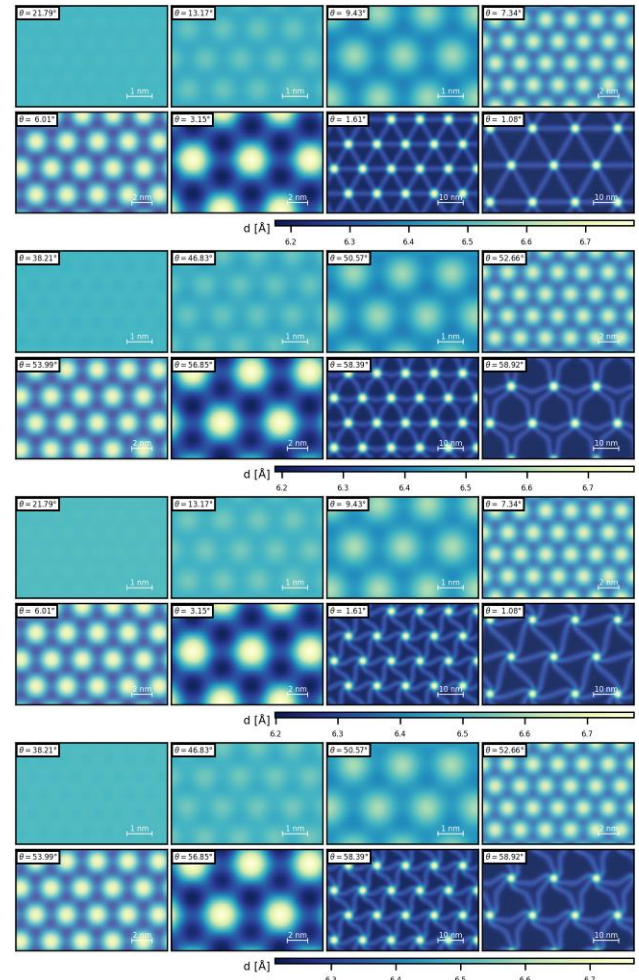 θ = 21.79° θ = 13.17° θ = 9.43° θ = 7.34°
1 nm 1 nm 1 nm 2 nm
θ = 6.01° θ = 3.15° θ = 1.61° θ = 1.08°
2 nm 2 nm 10 nm 10 nm
d [Å]
6.2 6.3 6.4 6.5 6.6 6.7
θ = 38.21° θ = 46.83° θ = 50.57° θ = 52.66°
1 nm 1 nm 1 nm 2 nm
θ = 53.99° θ = 56.85° θ = 58.39° θ = 58.92°
2 nm 2 nm 10 nm 10 nm
d [Å]
6.2 6.3 6.4 6.5 6.6 6.7
θ = 21.79° θ = 13.17° θ = 9.43° θ = 7.34°
1 nm 1 nm 1 nm 2 nm
θ = 6.01° θ = 3.15° θ = 1.61° θ = 1.08°
2 nm 2 nm 10 nm 10 nm
d [Å]
6.2 6.3 6.4 6.5 6.6 6.7
θ = 38.21° θ = 46.83° θ = 50.57° θ = 52.66°
1 nm 1 nm 1 nm 2 nm
θ = 53.99° θ = 56.85° θ = 58.39° θ = 58.92°
2 nm 2 nm 10 nm 10 nm
d [Å]
6.3 6.4 6.5 6.6 6.7